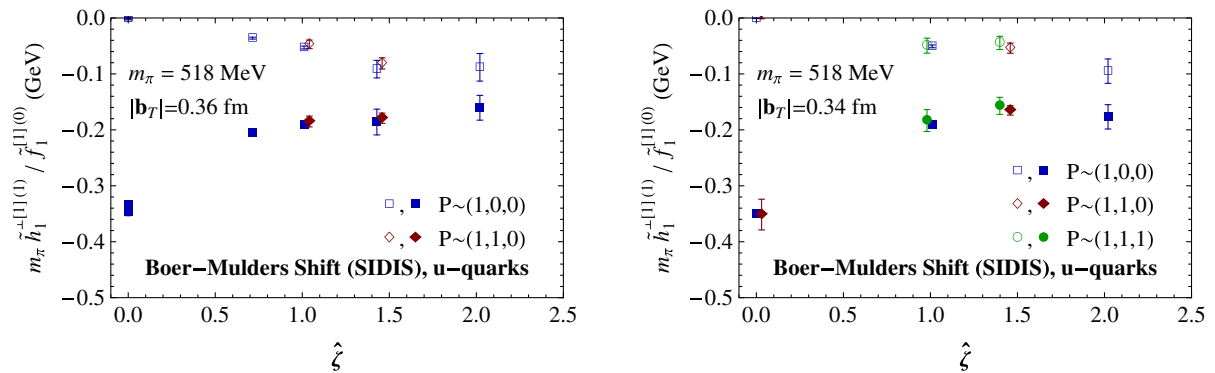 0.0
−0.1
−0.2
−0.3
−0.4
−0.5
m_π h̃_1^{⊥[1](1) / f̃_1^{[1](0)} (GeV)
m_π = 518 MeV
|b_T|=0.36 fm
, P~(1,0,0)
, P~(1,1,0)
Boer−Mulders Shift (SIDIS), u−quarks
0.0 0.5 1.0 1.5 2.0 2.5
ζ̂
0.0
−0.1
−0.2
−0.3
−0.4
−0.5
m_π h̃_1^{⊥[1](1)} / f̃_1^{[1](0)} (GeV)
m_π = 518 MeV
|b_T|=0.34 fm
, P~(1,0,0)
, P~(1,1,0)
, P~(1,1,1)
Boer−Mulders Shift (SIDIS), u−quarks
0.0 0.5 1.0 1.5 2.0 2.5
ζ̂